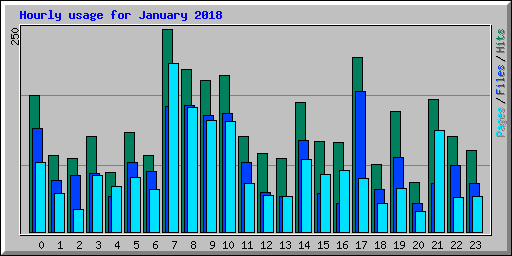 Hourly usage for January 2018
250
Pages / Files / Hits
0 1 2 3 4 5 6 7 8 9 10 11 12 13 14 15 16 17 18 19 20 21 22 23